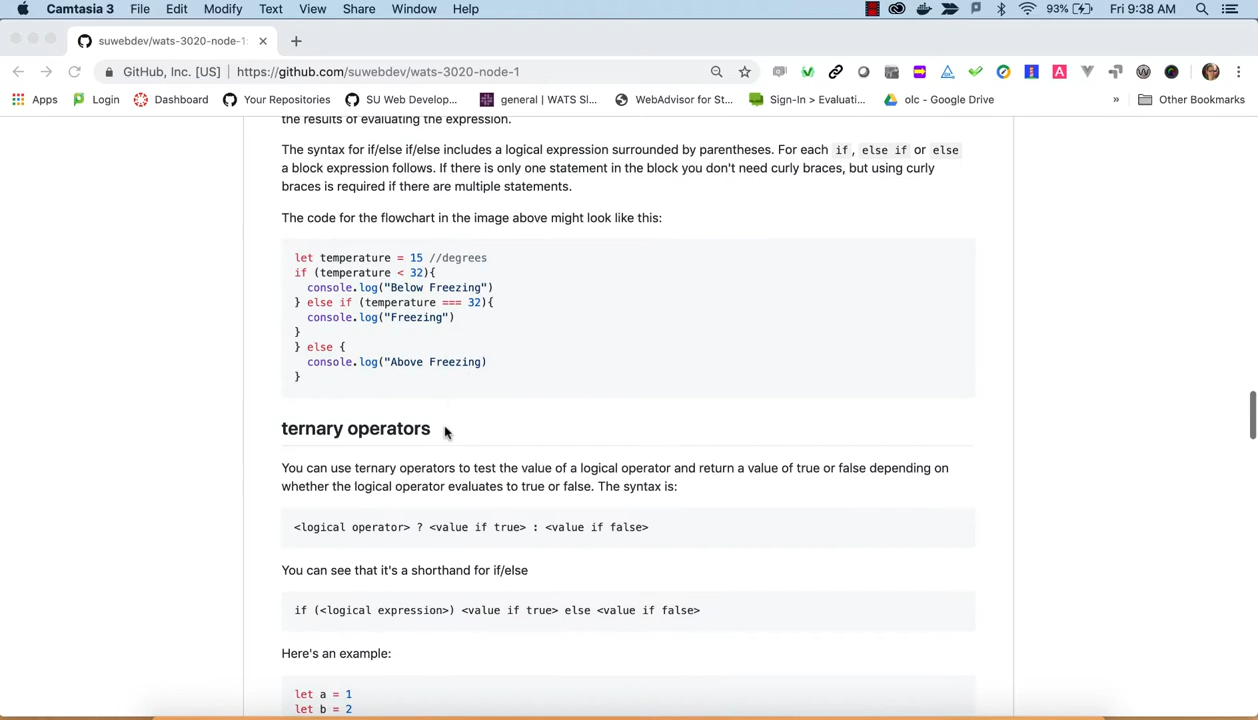 Camtasia 3 File Edit Modify Text View Share Window Help 93% Fri 9:38 AM
suwebdev/wats-3020-node-1
GitHub, Inc. [US] https://github.com/suwebdev/wats-3020-node-1
Apps Login Dashboard Your Repositories SU Web Develop... general | WATS Sl... WebAdvisor for St... Sign-In > Evaluati... olc - Google Drive » Other Bookmarks
the results of evaluating the expression.
The syntax for if/else if/else includes a logical expression surrounded by parentheses. For each if, else if or else
a block expression follows. If there is only one statement in the block you don't need curly braces, but using curly
braces is required if there are multiple statements.
The code for the flowchart in the image above might look like this:
let temperature = 15 //degrees
if (temperature < 32){
console.log("Below Freezing")
} else if (temperature === 32){
console.log("Freezing")
}
} else {
console.log("Above Freezing)
}
ternary operators
You can use ternary operators to test the value of a logical operator and return a value of true or false depending on
whether the logical operator evaluates to true or false. The syntax is:
<logical operator> ? <value if true> : <value if false>
You can see that it's a shorthand for if/else
if (<logical expression>) <value if true> else <value if false>
Here's an example:
let a = 1
let b = 2